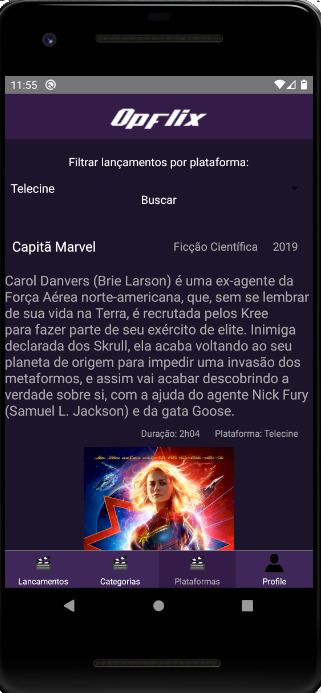 11:55
Opflix
Filtrar lançamentos por plataforma:
Telecine
Buscar
Capitã Marvel Ficção Científica 2019
Carol Danvers (Brie Larson) é uma ex-agente da
Força Aérea norte-americana, que, sem se lembrar
de sua vida na Terra, é recrutada pelos Kree
para fazer parte de seu exército de elite. Inimiga
declarada dos Skrull, ela acaba voltando ao seu
planeta de origem para impedir uma invasão dos
metaformos, e assim vai acabar descobrindo a
verdade sobre si, com a ajuda do agente Nick Fury
(Samuel L. Jackson) e da gata Goose.
Duração: 2h04 Plataforma: Telecine
Lancamentos Categorias Plataformas Profile